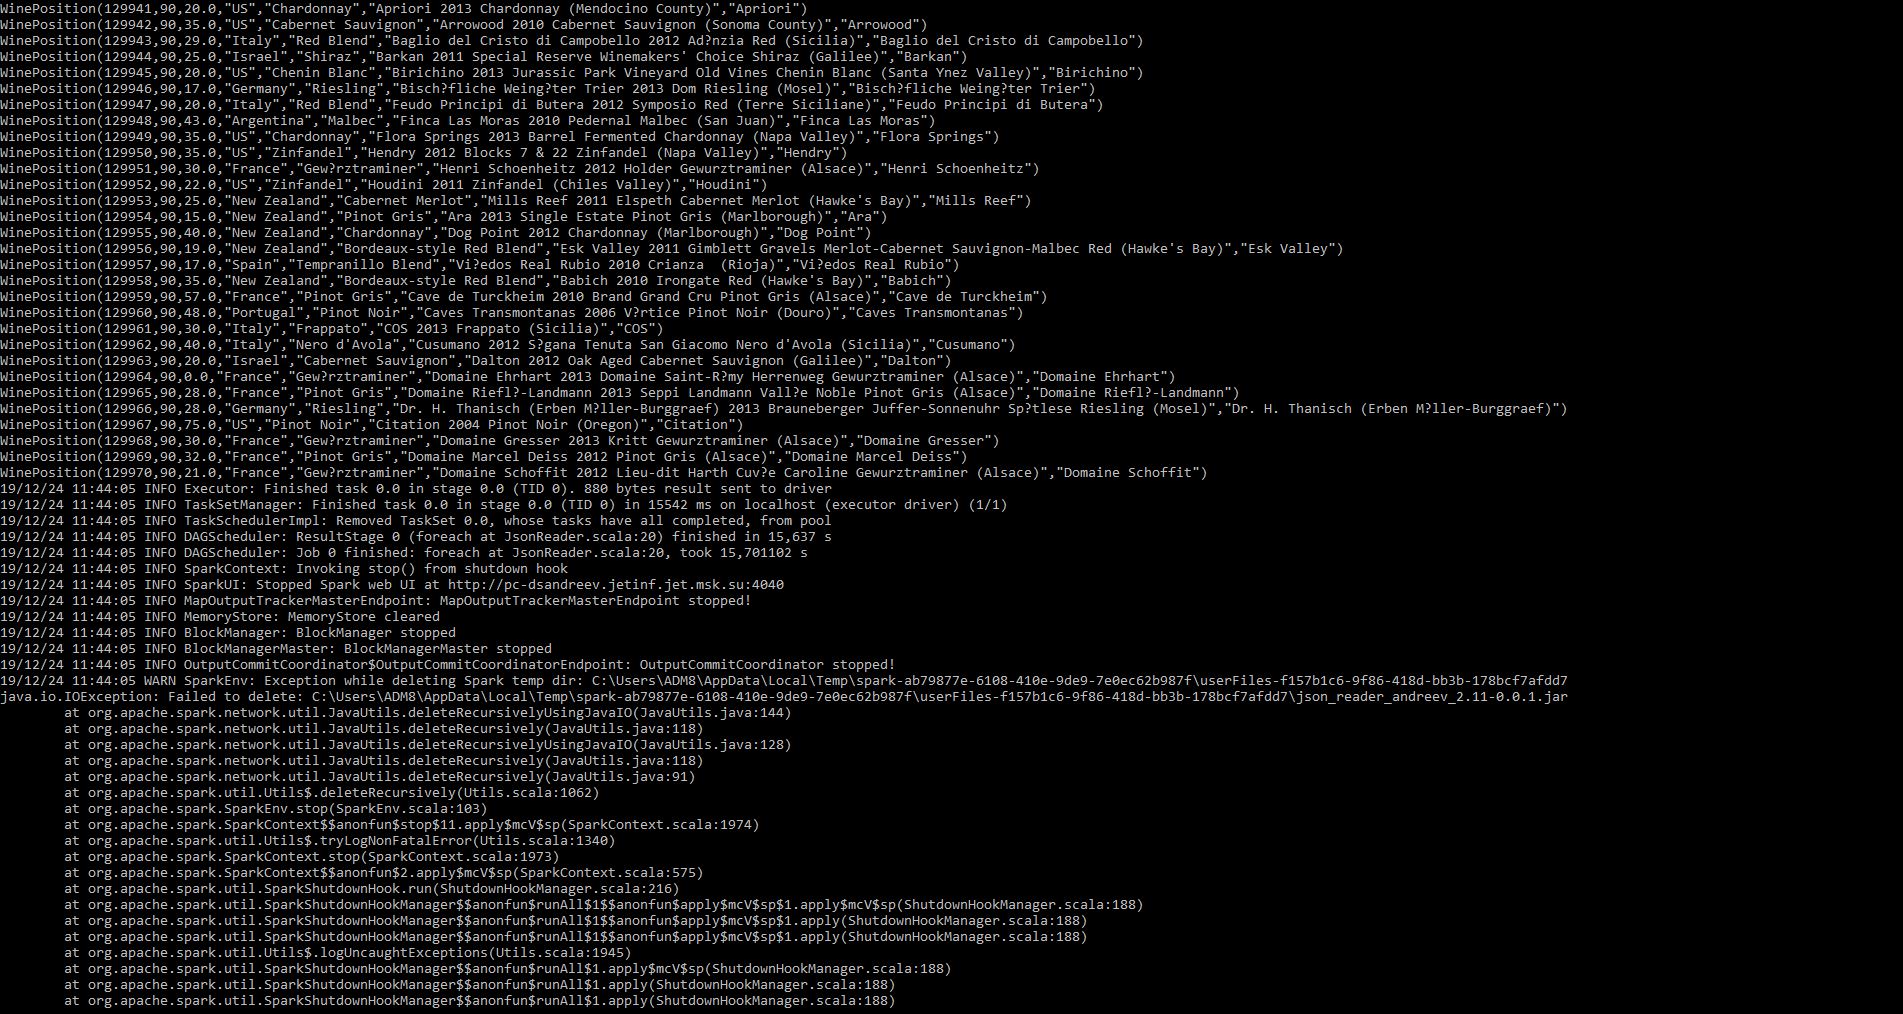 WinePosition(129941,90,20.0,"US","Chardonnay","Apriori 2013 Chardonnay (Mendocino County)","Apriori")
WinePosition(129942,90,35.0,"US","Cabernet Sauvignon","Arrowood 2010 Cabernet Sauvignon (Sonoma County)","Arrowood")
WinePosition(129943,90,29.0,"Italy","Red Blend","Baglio del Cristo di Campobello 2012 Ad?nzia Red (Sicilia)","Baglio del Cristo di Campobello")
WinePosition(129944,90,25.0,"Israel","Shiraz","Barkan 2011 Special Reserve Winemakers' Choice Shiraz (Galilee)","Barkan")
WinePosition(129945,90,20.0,"US","Chenin Blanc","Birichino 2013 Jurassic Park Vineyard Old Vines Chenin Blanc (Santa Ynez Valley)","Birichino")
WinePosition(129946,90,17.0,"Germany","Riesling","Bisch?fliche Weing?ter Trier 2013 Dom Riesling (Mosel)","Bisch?fliche Weing?ter Trier")
WinePosition(129947,90,20.0,"Italy","Red Blend","Feudo Principi di Butera 2012 Symposio Red (Terre Siciliane)","Feudo Principi di Butera")
WinePosition(129948,90,43.0,"Argentina","Malbec","Finca Las Moras 2010 Pedernal Malbec (San Juan)","Finca Las Moras")
WinePosition(129949,90,35.0,"US","Chardonnay","Flora Springs 2013 Barrel Fermented Chardonnay (Napa Valley)","Flora Springs")
WinePosition(129950,90,35.0,"US","Zinfandel","Hendry 2012 Blocks 7 & 22 Zinfandel (Napa Valley)","Hendry")
WinePosition(129951,90,30.0,"France","Gew?rztraminer","Henri Schoenheitz 2012 Holder Gewurztraminer (Alsace)","Henri Schoenheitz")
WinePosition(129952,90,22.0,"US","Zinfandel","Houdini 2011 Zinfandel (Chiles Valley)","Houdini")
WinePosition(129953,90,25.0,"New Zealand","Cabernet Merlot","Mills Reef 2011 Elspeth Cabernet Merlot (Hawke's Bay)","Mills Reef")
WinePosition(129954,90,15.0,"New Zealand","Pinot Gris","Ara 2013 Single Estate Pinot Gris (Marlborough)","Ara")
WinePosition(129955,90,40.0,"New Zealand","Chardonnay","Dog Point 2012 Chardonnay (Marlborough)","Dog Point")
WinePosition(129956,90,19.0,"New Zealand","Bordeaux-style Red Blend","Esk Valley 2011 Gimblett Gravels Merlot-Cabernet Sauvignon-Malbec Red (Hawke's Bay)","Esk Valley")
WinePosition(129957,90,17.0,"Spain","Tempranillo Blend","Vi?edos Real Rubio 2010 Crianza  (Rioja)","Vi?edos Real Rubio")
WinePosition(129958,90,35.0,"New Zealand","Bordeaux-style Red Blend","Babich 2010 Irongate Red (Hawke's Bay)","Babich")
WinePosition(129959,90,57.0,"France","Pinot Gris","Cave de Turckheim 2010 Brand Grand Cru Pinot Gris (Alsace)","Cave de Turckheim")
WinePosition(129960,90,48.0,"Portugal","Pinot Noir","Caves Transmontanas 2006 V?rtice Pinot Noir (Douro)","Caves Transmontanas")
WinePosition(129961,90,30.0,"Italy","Frappato","COS 2013 Frappato (Sicilia)","COS")
WinePosition(129962,90,40.0,"Italy","Nero d'Avola","Cusumano 2012 S?gana Tenuta San Giacomo Nero d'Avola (Sicilia)","Cusumano")
WinePosition(129963,90,20.0,"Israel","Cabernet Sauvignon","Dalton 2012 Oak Aged Cabernet Sauvignon (Galilee)","Dalton")
WinePosition(129964,90,0.0,"France","Gew?rztraminer","Domaine Ehrhart 2013 Domaine Saint-R?my Herrenweg Gewurztraminer (Alsace)","Domaine Ehrhart")
WinePosition(129965,90,28.0,"France","Pinot Gris","Domaine Riefl?-Landmann 2013 Seppi Landmann Vall?e Noble Pinot Gris (Alsace)","Domaine Riefl?-Landmann")
WinePosition(129966,90,28.0,"Germany","Riesling","Dr. H. Thanisch (Erben M?ller-Burggraef) 2013 Brauneberger Juffer-Sonnenuhr Sp?tlese Riesling (Mosel)","Dr. H. Thanisch (Erben M?ller-Burggraef)")
WinePosition(129967,90,75.0,"US","Pinot Noir","Citation 2004 Pinot Noir (Oregon)","Citation")
WinePosition(129968,90,30.0,"France","Gew?rztraminer","Domaine Gresser 2013 Kritt Gewurztraminer (Alsace)","Domaine Gresser")
WinePosition(129969,90,32.0,"France","Pinot Gris","Domaine Marcel Deiss 2012 Pinot Gris (Alsace)","Domaine Marcel Deiss")
WinePosition(129970,90,21.0,"France","Gew?rztraminer","Domaine Schoffit 2012 Lieu-dit Harth Cuv?e Caroline Gewurztraminer (Alsace)","Domaine Schoffit")
19/12/24 11:44:05 INFO Executor: Finished task 0.0 in stage 0.0 (TID 0). 880 bytes result sent to driver
19/12/24 11:44:05 INFO TaskSetManager: Finished task 0.0 in stage 0.0 (TID 0) in 15542 ms on localhost (executor driver) (1/1)
19/12/24 11:44:05 INFO TaskSchedulerImpl: Removed TaskSet 0.0, whose tasks have all completed, from pool
19/12/24 11:44:05 INFO DAGScheduler: ResultStage 0 (foreach at JsonReader.scala:20) finished in 15,637 s
19/12/24 11:44:05 INFO DAGScheduler: Job 0 finished: foreach at JsonReader.scala:20, took 15,701102 s
19/12/24 11:44:05 INFO SparkContext: Invoking stop() from shutdown hook
19/12/24 11:44:05 INFO SparkUI: Stopped Spark web UI at http://pc-dsandreev.jetinf.jet.msk.su:4040
19/12/24 11:44:05 INFO MapOutputTrackerMasterEndpoint: MapOutputTrackerMasterEndpoint stopped!
19/12/24 11:44:05 INFO MemoryStore: MemoryStore cleared
19/12/24 11:44:05 INFO BlockManager: BlockManager stopped
19/12/24 11:44:05 INFO BlockManagerMaster: BlockManagerMaster stopped
19/12/24 11:44:05 INFO OutputCommitCoordinator$OutputCommitCoordinatorEndpoint: OutputCommitCoordinator stopped!
19/12/24 11:44:05 WARN SparkEnv: Exception while deleting Spark temp dir: C:\Users\ADM8\AppData\Local\Temp\spark-ab79877e-6108-410e-9de9-7e0ec62b987f\userFiles-f157b1c6-9f86-418d-bb3b-178bcf7afdd7
java.io.IOException: Failed to delete: C:\Users\ADM8\AppData\Local\Temp\spark-ab79877e-6108-410e-9de9-7e0ec62b987f\userFiles-f157b1c6-9f86-418d-bb3b-178bcf7afdd7\json_reader_andreev_2.11-0.0.1.jar
at org.apache.spark.network.util.JavaUtils.deleteRecursivelyUsingJavaIO(JavaUtils.java:144)
at org.apache.spark.network.util.JavaUtils.deleteRecursively(JavaUtils.java:118)
at org.apache.spark.network.util.JavaUtils.deleteRecursivelyUsingJavaIO(JavaUtils.java:128)
at org.apache.spark.network.util.JavaUtils.deleteRecursively(JavaUtils.java:118)
at org.apache.spark.network.util.JavaUtils.deleteRecursively(JavaUtils.java:91)
at org.apache.spark.util.Utils$.deleteRecursively(Utils.scala:1062)
at org.apache.spark.SparkEnv.stop(SparkEnv.scala:103)
at org.apache.spark.SparkContext$$anonfun$stop$11.apply$mcV$sp(SparkContext.scala:1974)
at org.apache.spark.util.Utils$.tryLogNonFatalError(Utils.scala:1340)
at org.apache.spark.SparkContext.stop(SparkContext.scala:1973)
at org.apache.spark.SparkContext$$anonfun$2.apply$mcV$sp(SparkContext.scala:575)
at org.apache.spark.util.SparkShutdownHook.run(ShutdownHookManager.scala:216)
at org.apache.spark.util.SparkShutdownHookManager$$anonfun$runAll$1$$anonfun$apply$mcV$sp$1.apply$mcV$sp(ShutdownHookManager.scala:188)
at org.apache.spark.util.SparkShutdownHookManager$$anonfun$runAll$1$$anonfun$apply$mcV$sp$1.apply(ShutdownHookManager.scala:188)
at org.apache.spark.util.SparkShutdownHookManager$$anonfun$runAll$1$$anonfun$apply$mcV$sp$1.apply(ShutdownHookManager.scala:188)
at org.apache.spark.util.Utils$.logUncaughtExceptions(Utils.scala:1945)
at org.apache.spark.util.SparkShutdownHookManager$$anonfun$runAll$1.apply$mcV$sp(ShutdownHookManager.scala:188)
at org.apache.spark.util.SparkShutdownHookManager$$anonfun$runAll$1.apply(ShutdownHookManager.scala:188)
at org.apache.spark.util.SparkShutdownHookManager$$anonfun$runAll$1.apply(ShutdownHookManager.scala:188)